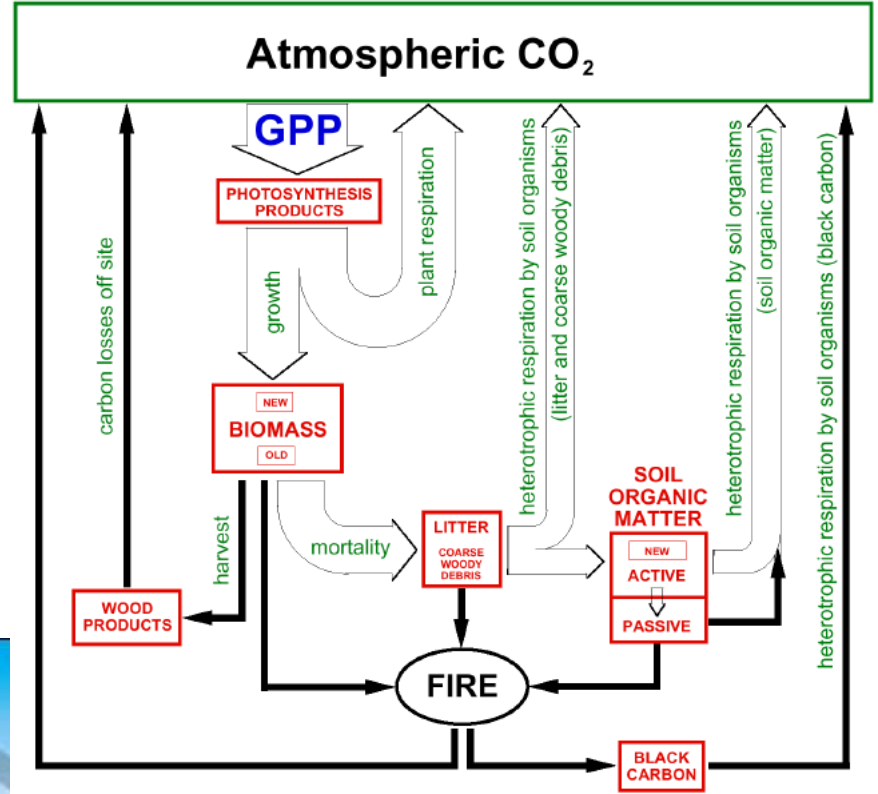 Atmospheric CO₂
GPP
PHOTOSYNTHESIS
PRODUCTS
plant respiration
growth
carbon losses off site
heterotrophic respiration by soil organisms
(litter and coarse woody debris)
heterotrophic respiration by soil organisms
(soil organic matter)
heterotrophic respiration by soil organisms (black carbon)
NEW
BIOMASS
OLD
harvest
mortality
LITTER
COARSE
WOODY
DEBRIS
SOIL
ORGANIC
MATTER
NEW
ACTIVE
PASSIVE
WOOD
PRODUCTS
FIRE
BLACK
CARBON